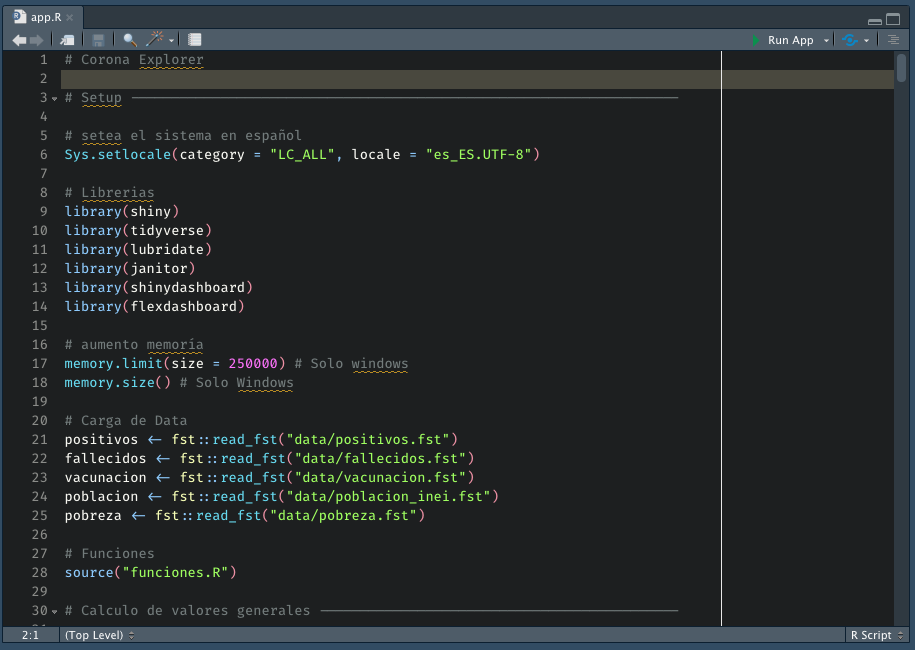 app.R
Run App
1 # Corona Explorer
2
3 # Setup
4
5 # setea el sistema en español
6 Sys.setlocale(category = "LC_ALL", locale = "es_ES.UTF-8")
7
8 # Librerias
9 library(shiny)
10 library(tidyverse)
11 library(lubridate)
12 library(janitor)
13 library(shinydashboard)
14 library(flexdashboard)
15
16 # aumento memoría
17 memory.limit(size = 250000) # Solo windows
18 memory.size() # Solo Windows
19
20 # Carga de Data
21 positivos <- fst::read_fst("data/positivos.fst")
22 fallecidos <- fst::read_fst("data/fallecidos.fst")
23 vacunacion <- fst::read_fst("data/vacunacion.fst")
24 poblacion <- fst::read_fst("data/poblacion_inei.fst")
25 pobreza <- fst::read_fst("data/pobreza.fst")
26
27 # Funciones
28 source("funciones.R")
29
30 # Calculo de valores generales
2:1 (Top Level) R Script